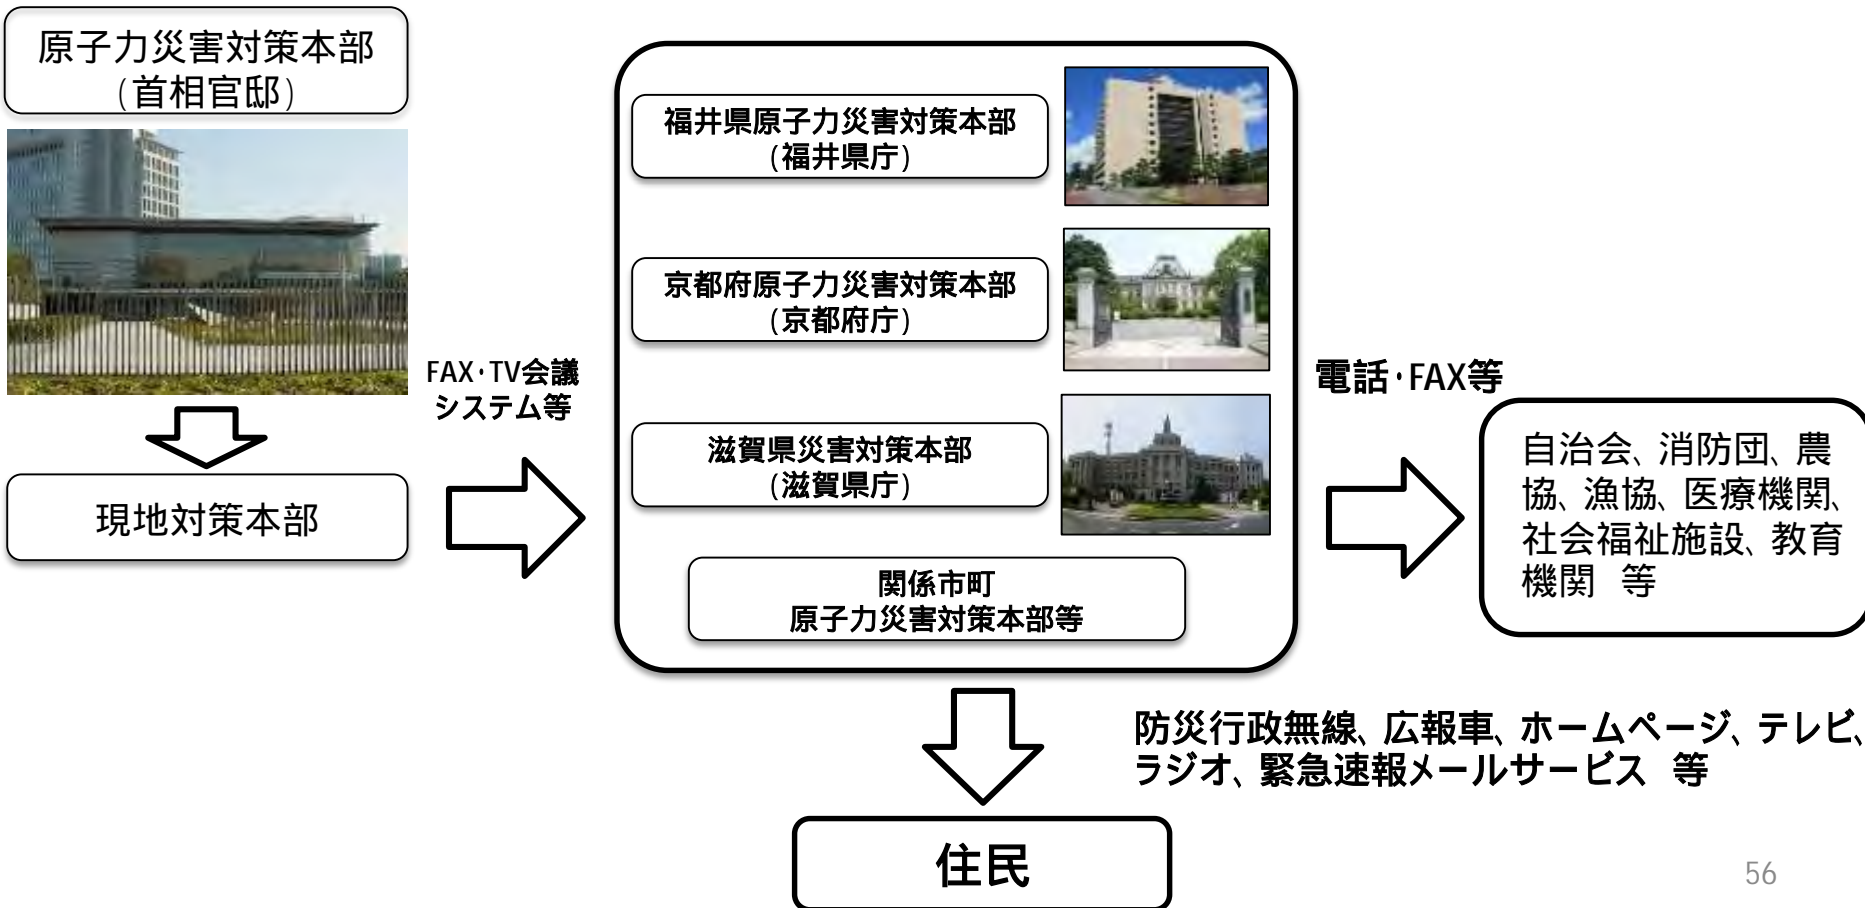 原子力災害対策本部
(首相官邸)
現地対策本部
FAX・TV会議
システム等
福井県原子力災害対策本部
(福井県庁)
京都府原子力災害対策本部
(京都府庁)
滋賀県災害対策本部
(滋賀県庁)
関係市町
原子力災害対策本部等
電話・FAX等
自治会、消防団、農
協、漁協、医療機関、
社会福祉施設、教育
機関　等
防災行政無線、広報車、ホームページ、テレビ、
ラジオ、緊急速報メールサービス　等
住民
56